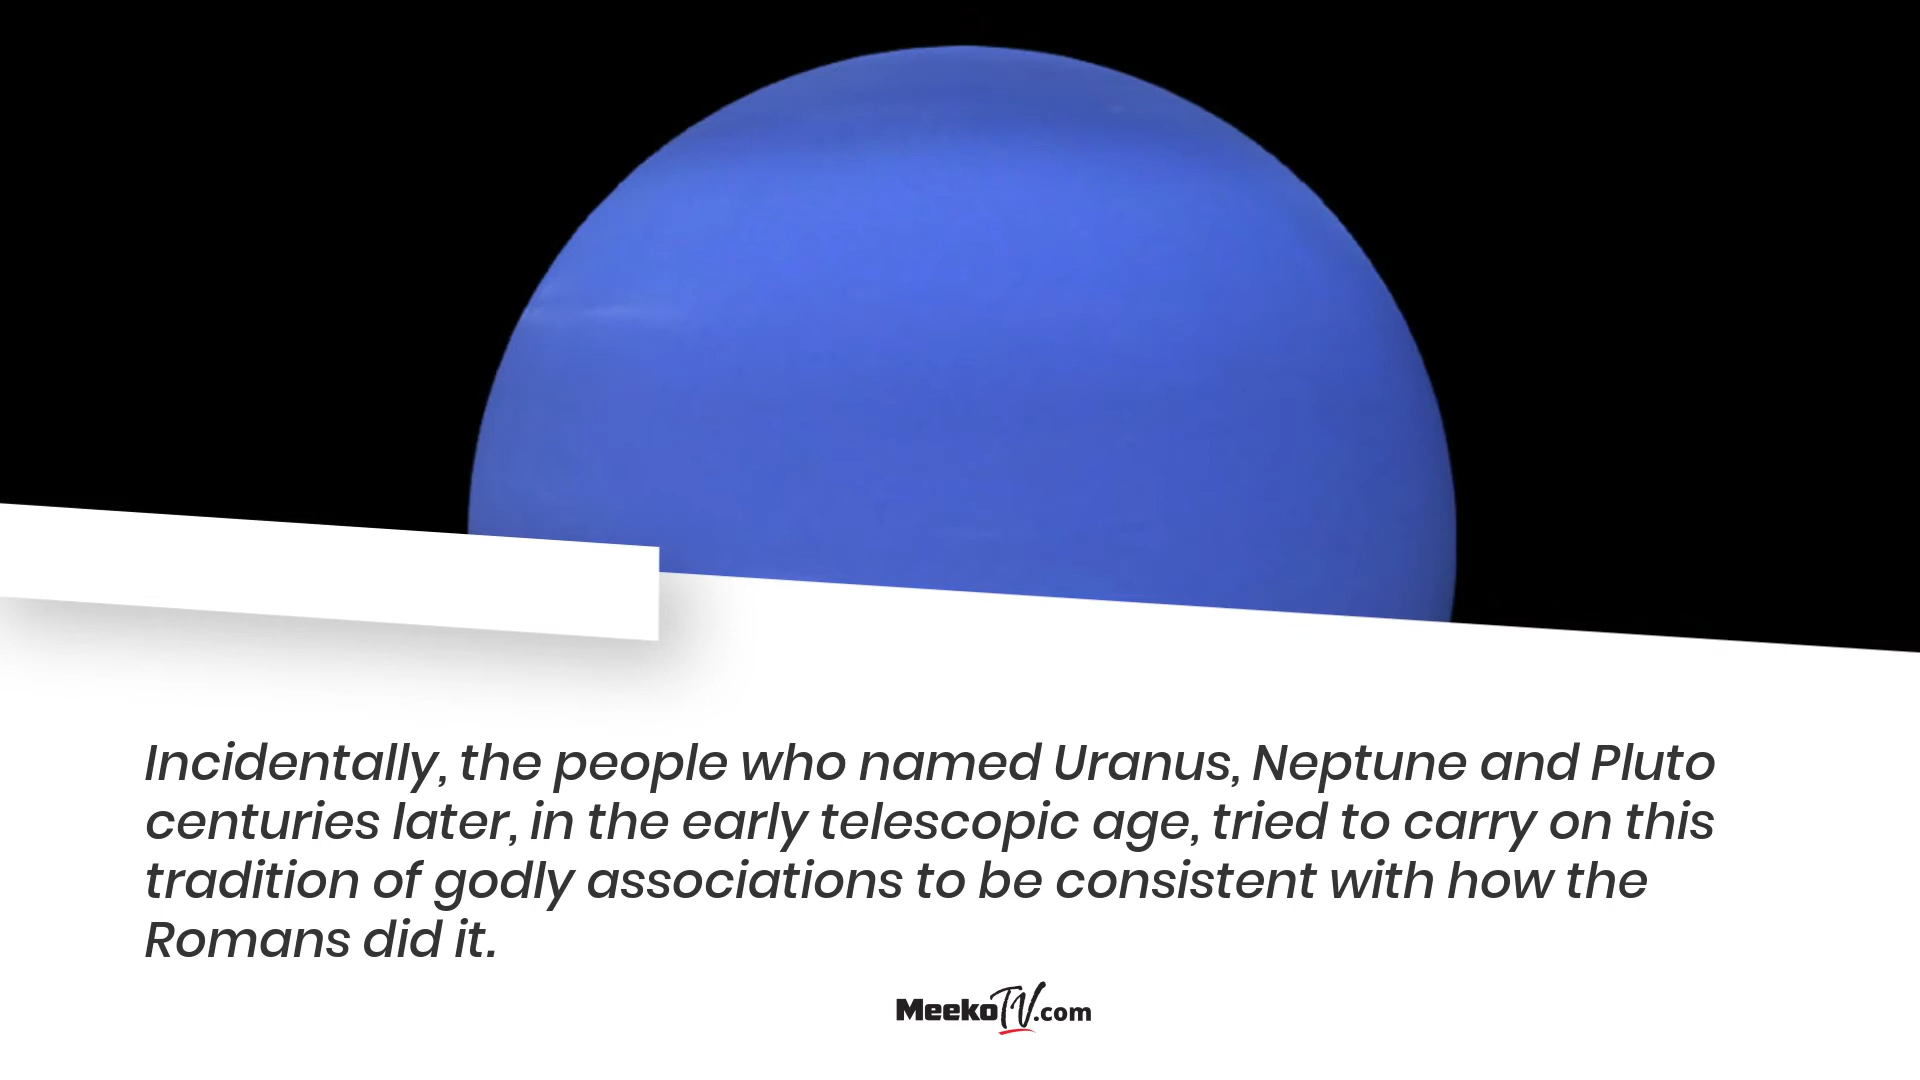 Incidentally, the people who named Uranus, Neptune and Pluto
centuries later, in the early telescopic age, tried to carry on this
tradition of godly associations to be consistent with how the
Romans did it.
MeekoTV.com